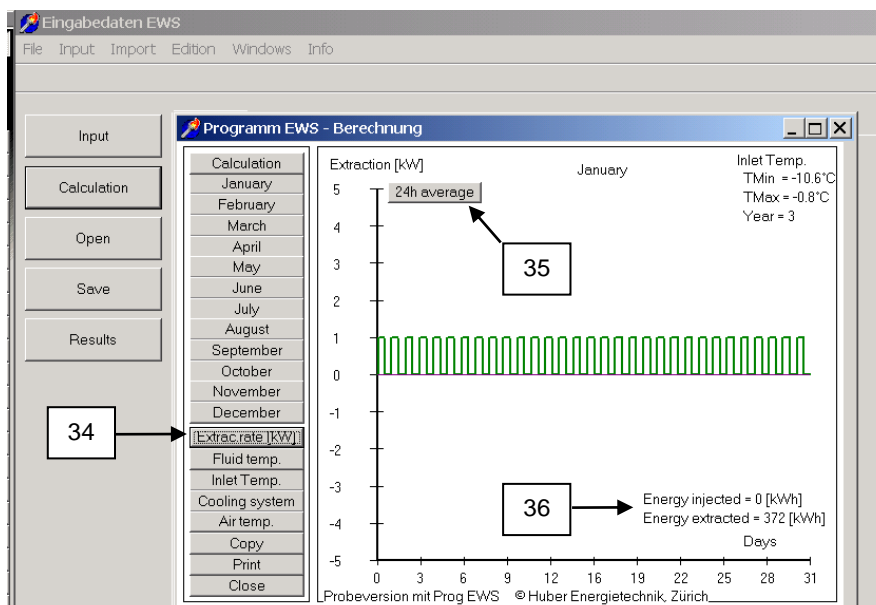 Eingabedaten EWS
File Input Import Edition Windows Info
Input
Calculation
Open
Save
Results
Programm EWS - Berechnung
Calculation
January
February
March
April
May
June
July
August
September
October
November
December
Extrac.rate [kW]
Fluid temp.
Inlet Temp.
Cooling system
Air temp.
Copy
Print
Close
Extraction [kW]
January
Inlet Temp.
TMin = -10.6°C
TMax = -0.8°C
Year = 3
24h average
5
4
3
2
1
0
-1
-2
-3
-4
-5
35
34
36
Energy injected = 0 [kWh]
Energy extracted = 372 [kWh]
Days
0 3 6 9 12 16 19 22 25 28 31
Probeversion mit Prog EWS © Huber Energietechnik, Zürich